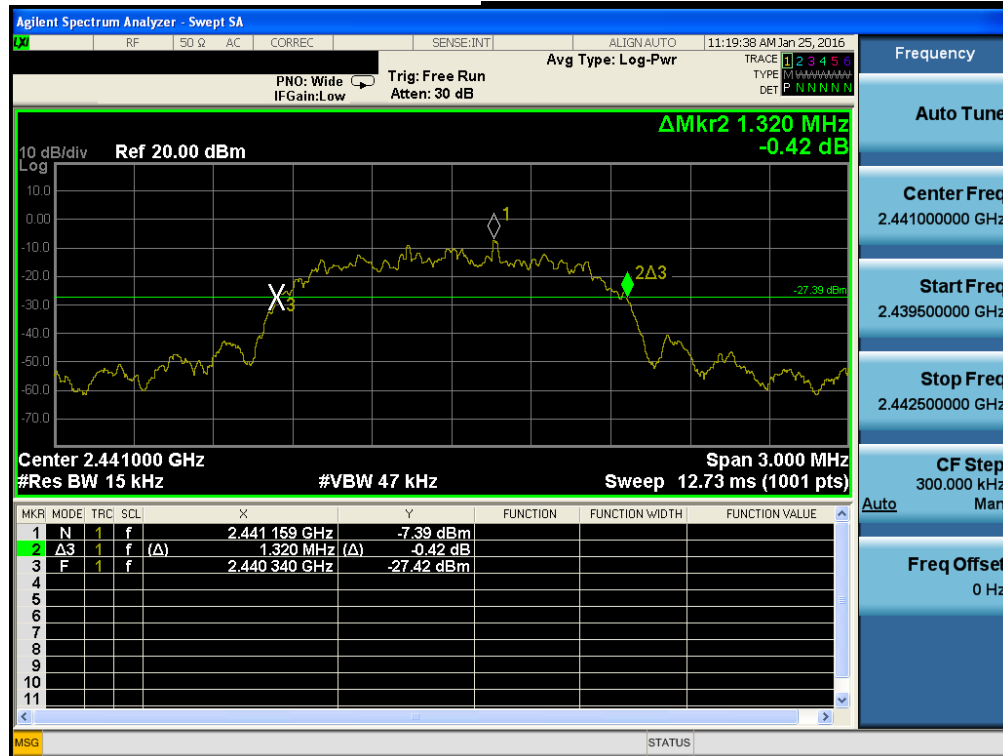 Agilent Spectrum Analyzer - Swept SA
LXI RF 50 Ω AC CORREC SENSE:INT ALIGN AUTO 11:19:38 AM Jan 25, 2016
Frequency
PNO: Wide
IFGain:Low
Trig: Free Run
Atten: 30 dB
Avg Type: Log-Pwr
TRACE 1 2 3 4 5 6
TYPE M
DET P N N N N N
Auto Tune
ΔMkr2 1.320 MHz
-0.42 dB
10 dB/div Ref 20.00 dBm
Log
10.0
0.00
-10.0
-20.0
-30.0
-40.0
-50.0
-60.0
-70.0
1
2Δ3
X3
-27.39 dBm
Center Freq
2.441000000 GHz
Start Freq
2.439500000 GHz
Stop Freq
2.442500000 GHz
CF Step
300.000 kHz
Auto Man
Freq Offset
0 Hz
Center 2.441000 GHz Span 3.000 MHz
#Res BW 15 kHz #VBW 47 kHz Sweep 12.73 ms (1001 pts)
MKR MODE TRC SCL X Y FUNCTION FUNCTION WIDTH FUNCTION VALUE
1 N 1 f 2.441 159 GHz -7.39 dBm
2 Δ3 1 f (Δ) 1.320 MHz (Δ) -0.42 dB
3 F 1 f 2.440 340 GHz -27.42 dBm
4
5
6
7
8
9
10
11
MSG STATUS